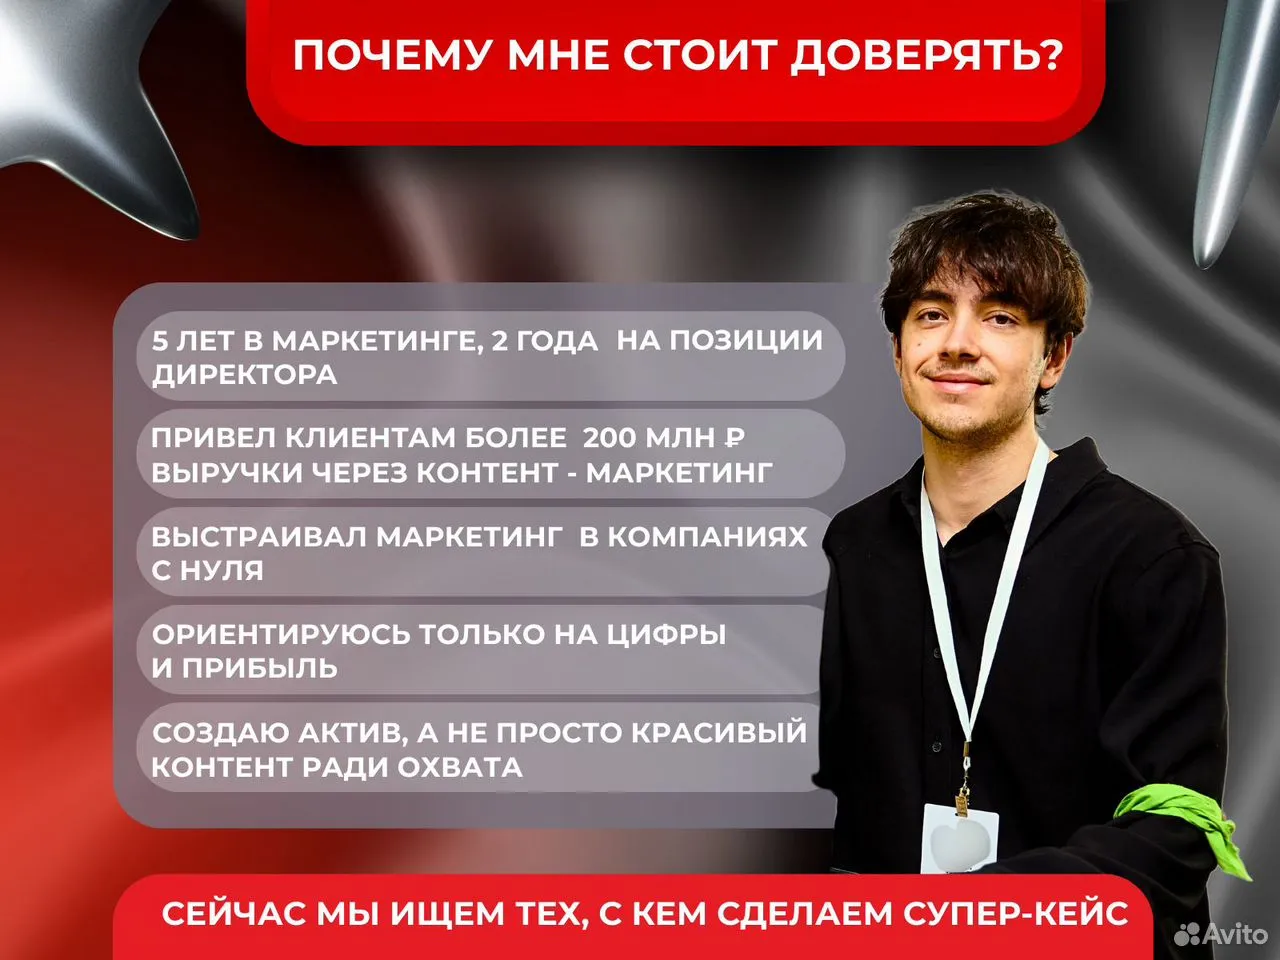 ПОЧЕМУ МНЕ СТОИТ ДОВЕРЯТЬ?
5 ЛЕТ В МАРКЕТИНГЕ, 2 ГОДА НА ПОЗИЦИИ
ДИРЕКТОРА
ПРИВЕЛ КЛИЕНТАМ БОЛЕЕ 200 МЛН ₽
ВЫРУЧКИ ЧЕРЕЗ КОНТЕНТ - МАРКЕТИНГ
ВЫСТРАИВАЛ МАРКЕТИНГ В КОМПАНИЯХ
С НУЛЯ
ОРИЕНТИРУЮСЬ ТОЛЬКО НА ЦИФРЫ
И ПРИБЫЛЬ
СОЗДАЮ АКТИВ, А НЕ ПРОСТО КРАСИВЫЙ
КОНТЕНТ РАДИ ОХВАТА
СЕЙЧАС МЫ ИЩЕМ ТЕХ, С КЕМ СДЕЛАЕМ СУПЕР-КЕЙС
Avito